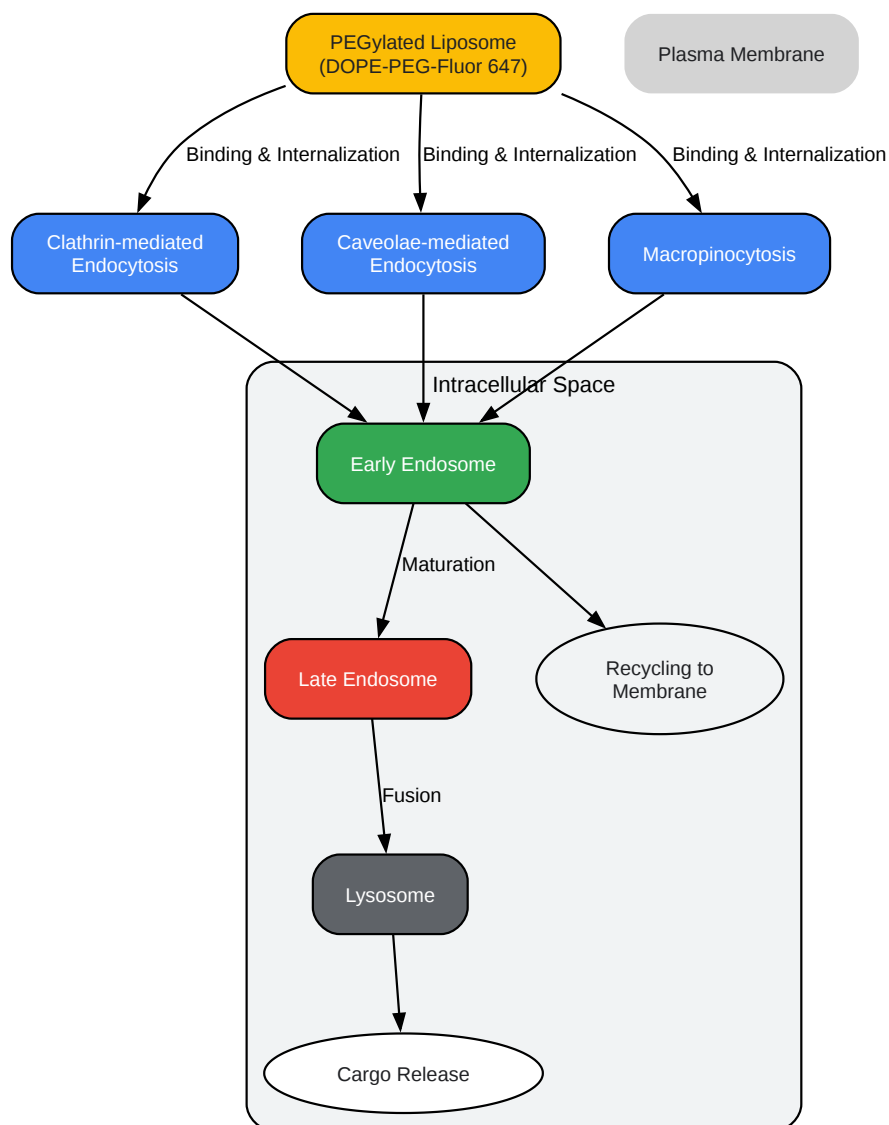 PEGylated Liposome
(DOPE-PEG-Fluor 647)
Plasma Membrane
Binding & Internalization
Binding & Internalization
Binding & Internalization
Clathrin-mediated
Endocytosis
Caveolae-mediated
Endocytosis
Macropinocytosis
Intracellular Space
Early Endosome
Maturation
Late Endosome
Recycling to
Membrane
Fusion
Lysosome
Cargo Release